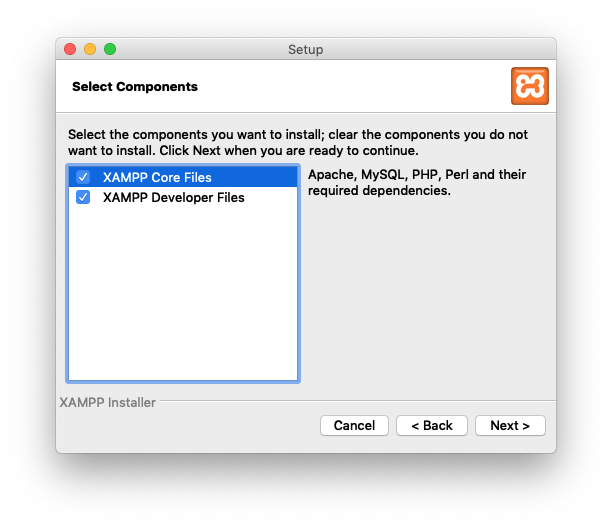 Setup
Select Components
Select the components you want to install; clear the components you do not
want to install. Click Next when you are ready to continue.
XAMPP Core Files
XAMPP Developer Files
Apache, MySQL, PHP, Perl and their
required dependencies.
XAMPP Installer
Cancel
< Back
Next >